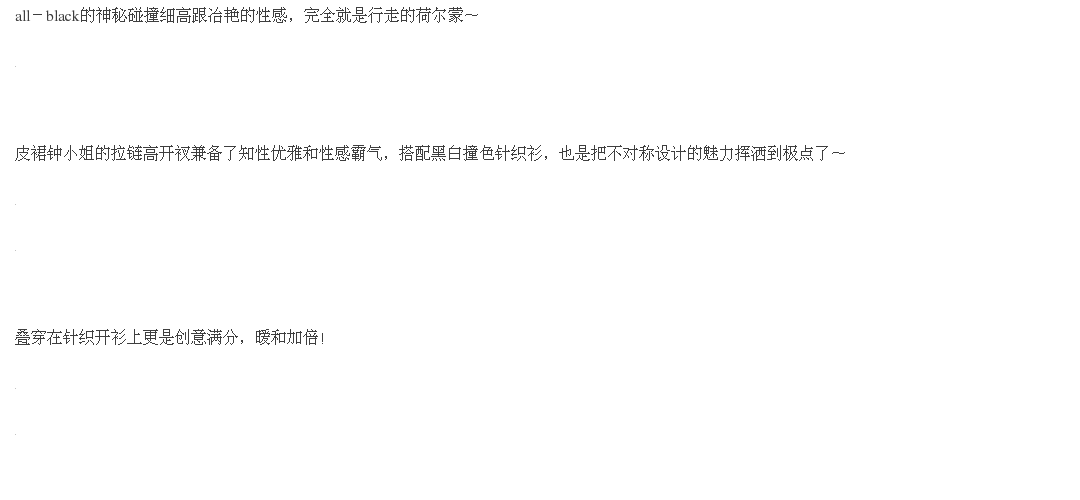 all－black的神秘碰撞细高跟冶艳的性感，完全就是行走的荷尔蒙～
皮裙钟小姐的拉链高开衩兼备了知性优雅和性感霸气，搭配黑白撞色针织衫，也是把不对称设计的魅力挥洒到极点了～
叠穿在针织开衫上更是创意满分，暖和加倍！